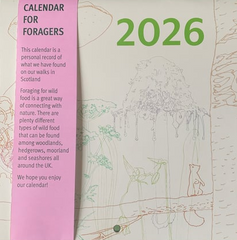 CALENDAR
FOR
FORAGERS
2026
This calendar is a
personal record of
what we have found
on our walks in
Scotland
Foraging for wild
food is a great way
of connecting with
nature. There are
plenty different
types of wild food
that can be found
among woodlands,
hedgerows, moorland
and seashores all
around the UK.
We hope you enjoy
our calendar!